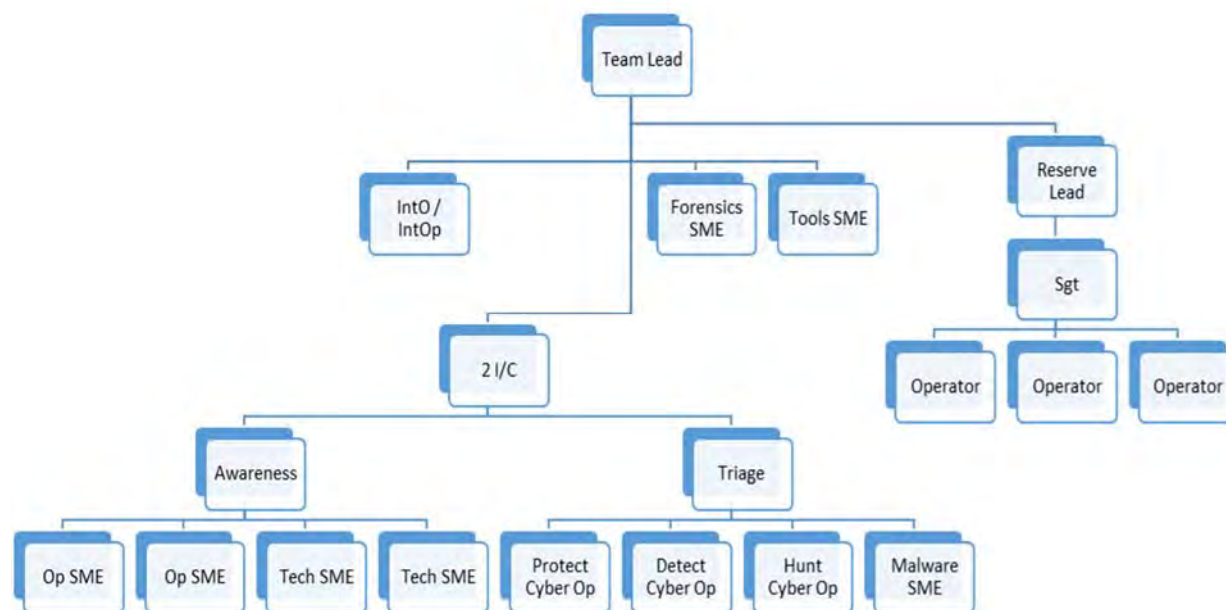 Team Lead
IntO /
IntOp
Forensics
SME
Tools SME
Reserve
Lead
Sgt
2 I/C
Operator
Operator
Operator
Awareness
Triage
Op SME
Op SME
Tech SME
Tech SME
Protect
Cyber Op
Detect
Cyber Op
Hunt
Cyber Op
Malware
SME